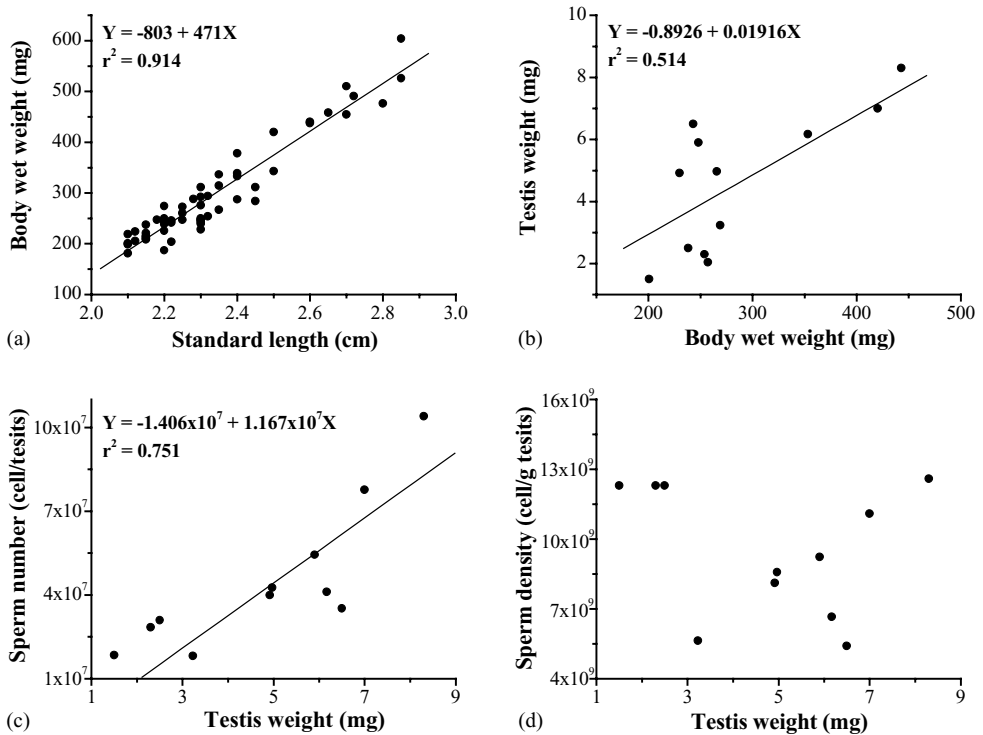 Y = -803 + 471X
r² = 0.914
600
500
400
300
200
100
2.0 2.2 2.4 2.6 2.8 3.0
Body wet weight (mg)
Standard length (cm)
(a)
Y = -0.8926 + 0.01916X
r² = 0.514
10
8
6
4
2
200 300 400 500
Testis weight (mg)
Body wet weight (mg)
(b)
Y = -1.406x10⁷ + 1.167x10⁷X
r² = 0.751
10x10⁷
7x10⁷
4x10⁷
1x10⁷
1 3 5 7 9
Sperm number (cell/tesits)
Testis weight (mg)
(c)
16x10⁹
13x10⁹
10x10⁹
7x10⁹
4x10⁹
1 3 5 7 9
Sperm density (cell/g tesits)
Testis weight (mg)
(d)